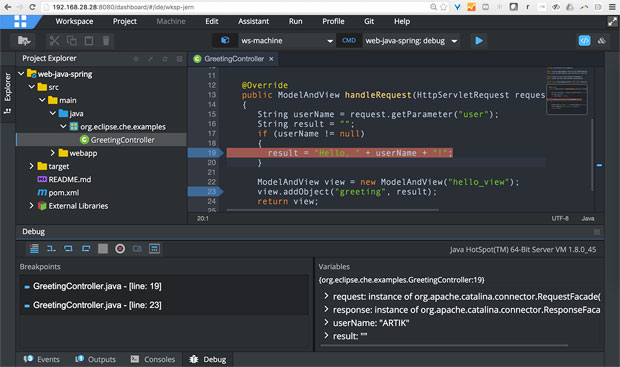 192.168.28.28:8080/dashboard/#/ide/wksp-jern
Workspace Project Machine Edit Assistant Run Project Git Help
ws-machine CMD web-java-spring: debug
Explorer
Project Explorer
web-java-spring
src
main
java
org.eclipse.che.examples
GreetingController
webapp
target
README.md
pom.xml
External Libraries
GreetingController
11
12 @Override
13 public ModelAndView handleRequest(HttpServletRequest reques
14 {
15 String userName = request.getParameter("user");
16 String result = "";
17 if (userName != null)
18 {
19 result = "Hello, " + userName + "!";
20 }
21
22 ModelAndView view = new ModelAndView("hello_view");
23 view.addObject("greeting", result);
24 return view;
20:1 UTF-8 Java
Debug
Java HotSpot(TM) 64-Bit Server VM 1.8.0_45
Breakpoints
GreetingController.java - [line: 19]
GreetingController.java - [line: 23]
Variables
{org.eclipse.che.examples.GreetingController:19}
request: instance of org.apache.catalina.connector.RequestFacade(
response: instance of org.apache.catalina.connector.ResponseFaca
userName: "ARTIK"
result: ""
3 Events Outputs Consoles Debug